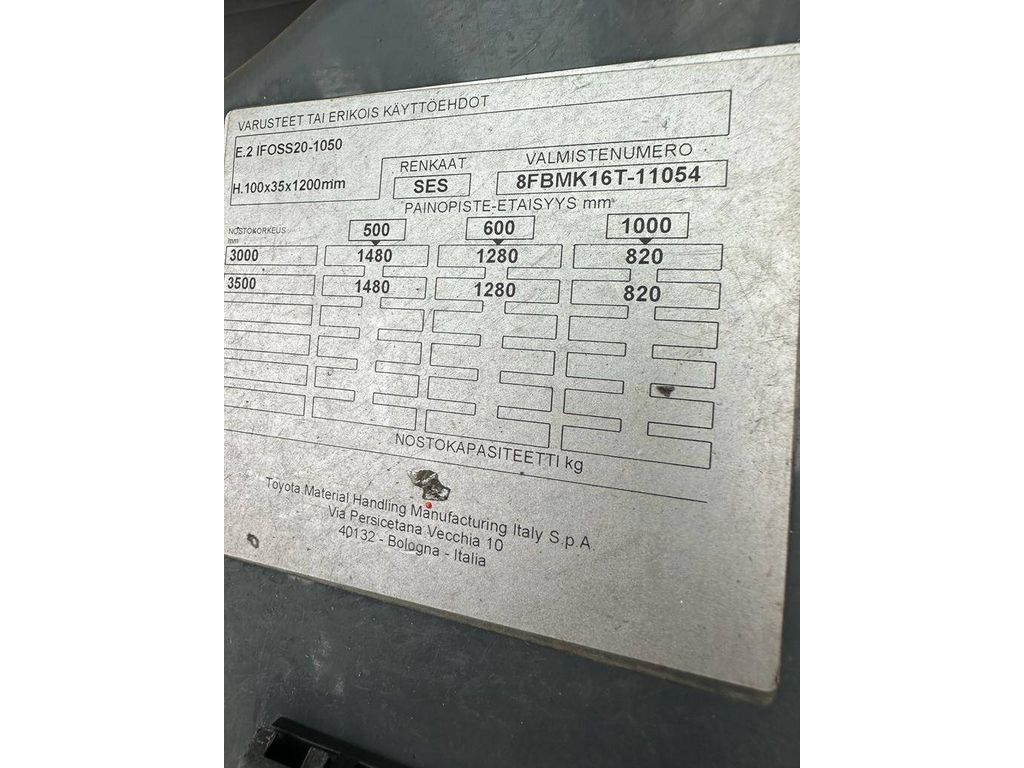 VARUSTEET TAI ERIKOIS KÄYTTÖEHDOT
E.2 IFOSS20-1050
H.100x35x1200mm
RENKAAT VALMISTENUMERO
SES 8FBMK16T-11054
PAINOPISTE-ETAISYYS mm
NOSTOKORKEUS
mm
500 600 1000
3000 1480 1280 820
3500 1480 1280 820
NOSTOKAPASITEETTI kg
Toyota Material Handling Manufacturing Italy S.p.A.
Via Persicetana Vecchia 10
40132 - Bologna - Italia